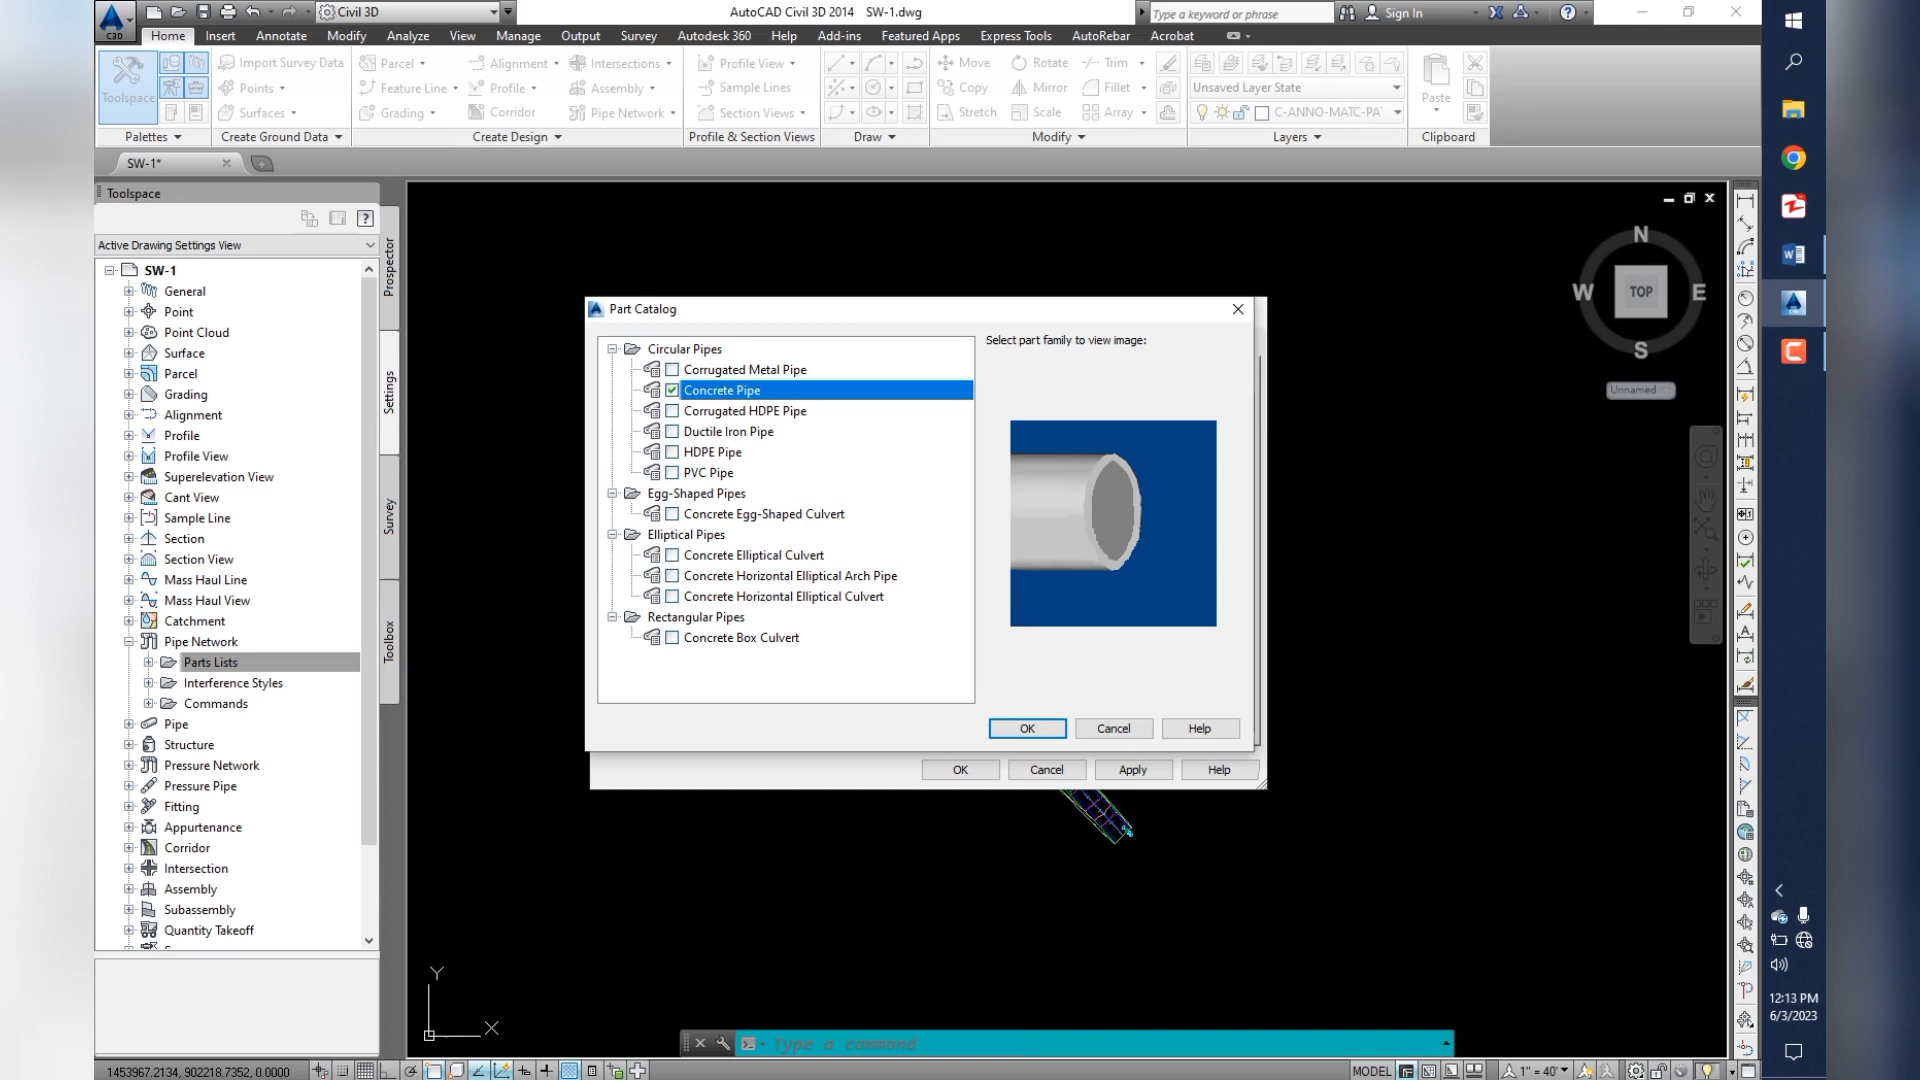 Civil 3D
AutoCAD Civil 3D 2014 SW-1.dwg
Type a keyword or phrase
Sign In
C3D
Home Insert Annotate Modify Analyze View Manage Output Survey Autodesk 360 Help Add-ins Featured Apps Express Tools AutoRebar Acrobat
Toolspace
Import Survey Data
Points
Surfaces
Parcel
Feature Line
Grading
Alignment
Profile
Corridor
Intersections
Assembly
Pipe Network
Profile View
Sample Lines
Section Views
Move
Copy
Stretch
Rotate
Mirror
Scale
Trim
Fillet
Array
Unsaved Layer State
C-ANNO-MATC-PA
Paste
Palettes
Create Ground Data
Create Design
Profile & Section Views
Draw
Modify
Layers
Clipboard
SW-1*
Toolspace
Active Drawing Settings View
SW-1
General
Point
Point Cloud
Surface
Parcel
Grading
Alignment
Profile
Profile View
Superelevation View
Cant View
Sample Line
Section
Section View
Mass Haul Line
Mass Haul View
Catchment
Pipe Network
Parts Lists
Interference Styles
Commands
Pipe
Structure
Pressure Network
Pressure Pipe
Fitting
Appurtenance
Corridor
Intersection
Assembly
Subassembly
Quantity Takeoff
Prospector
Settings
Survey
Toolbox
Part Catalog
Circular Pipes
Corrugated Metal Pipe
Concrete Pipe
Corrugated HDPE Pipe
Ductile Iron Pipe
HDPE Pipe
PVC Pipe
Egg-Shaped Pipes
Concrete Egg-Shaped Culvert
Elliptical Pipes
Concrete Elliptical Culvert
Concrete Horizontal Elliptical Arch Pipe
Concrete Horizontal Elliptical Culvert
Rectangular Pipes
Concrete Box Culvert
Select part family to view image:
OK Cancel Help
OK Cancel Apply Help
N
W TOP E
S
Unnamed
Y
X
Type a command
1453967.2134, 902218.7352, 0.0000
MODEL
1" = 40'
12:13 PM
6/3/2023